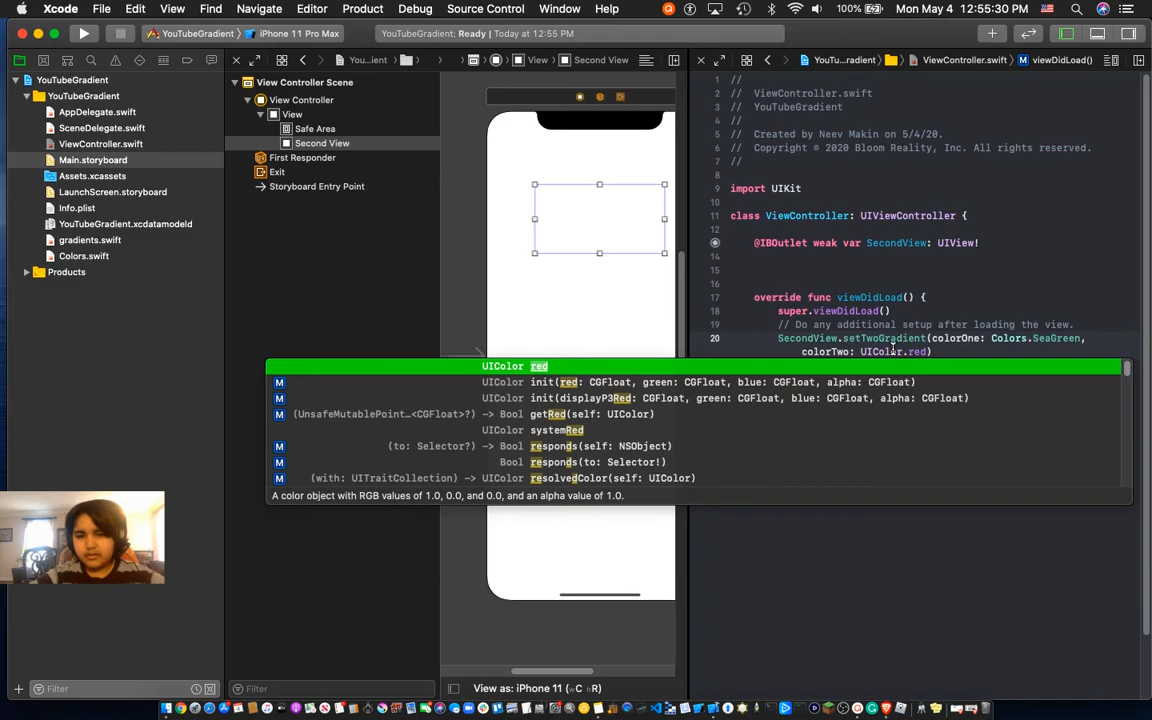 Xcode File Edit View Find Navigate Editor Product Debug Source Control Window Help 100% Mon May 4 12:55:30 PM
YouTubeGradient iPhone 11 Pro Max YouTubeGradient: Ready | Today at 12:55 PM
YouTubeGradient
YouTubeGradient
AppDelegate.swift
SceneDelegate.swift
ViewController.swift
Main.storyboard
Assets.xcassets
LaunchScreen.storyboard
Info.plist
YouTubeGradient.xcdatamodeld
gradients.swift
Colors.swift
Products
Filter
View Controller Scene
View Controller
View
Safe Area
Second View
First Responder
Exit
Storyboard Entry Point
Filter
YouT...ient View Second View
View as: iPhone 11 (wC hR)
YouTu...radient ViewController.swift M viewDidLoad()
1 //
2 // ViewController.swift
3 // YouTubeGradient
4 //
5 // Created by Neev Makin on 5/4/20.
6 // Copyright © 2020 Bloom Reality, Inc. All rights reserved.
7 //
8
9 import UIKit
10
11 class ViewController: UIViewController {
12
@IBOutlet weak var SecondView: UIView!
14
15
16
17 override func viewDidLoad() {
18 super.viewDidLoad()
19 // Do any additional setup after loading the view.
20 SecondView.setTwoGradient(colorOne: Colors.SeaGreen,
colorTwo: UIColor.red)
UIColor red
M UIColor init(red: CGFloat, green: CGFloat, blue: CGFloat, alpha: CGFloat)
M UIColor init(displayP3Red: CGFloat, green: CGFloat, blue: CGFloat, alpha: CGFloat)
M (UnsafeMutablePoint…<CGFloat>?) -> Bool getRed(self: UIColor)
UIColor systemRed
M (to: Selector?) -> Bool responds(self: NSObject)
M Bool responds(to: Selector!)
M (with: UITraitCollection) -> UIColor resolvedColor(self: UIColor)
A color object with RGB values of 1.0, 0.0, and 0.0, and an alpha value of 1.0.